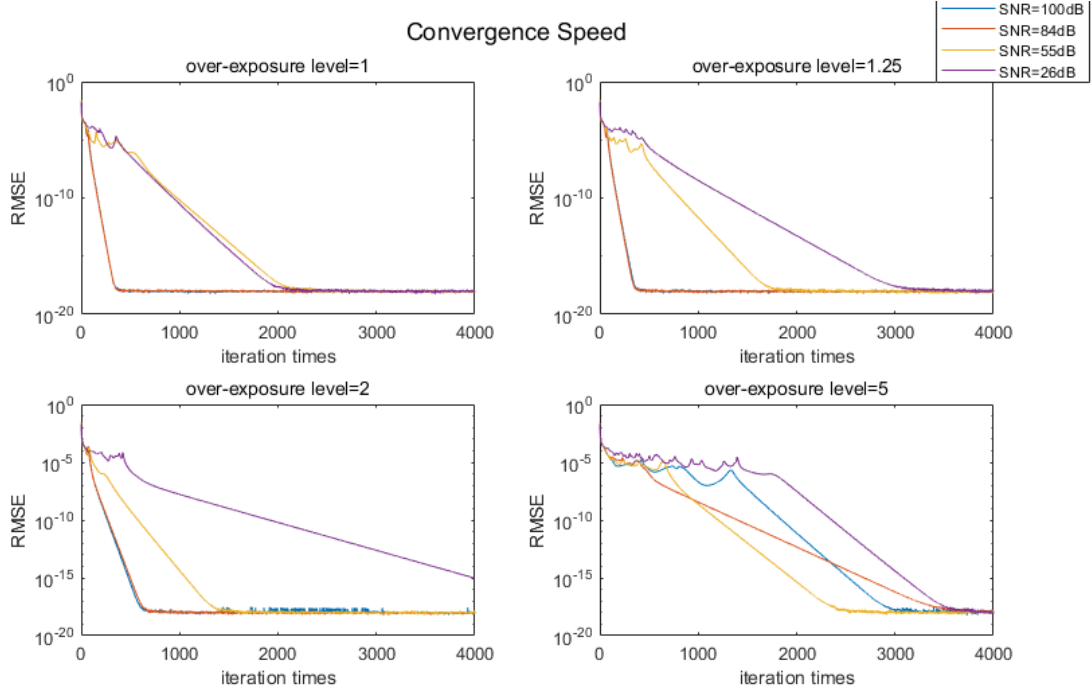 Convergence Speed
SNR=100dB
SNR=84dB
SNR=55dB
SNR=26dB
over-exposure level=1
10^0
10^-10
10^-20
RMSE
0 1000 2000 3000 4000
iteration times
over-exposure level=1.25
10^0
10^-10
10^-20
RMSE
0 1000 2000 3000 4000
iteration times
over-exposure level=2
10^0
10^-5
10^-10
10^-15
10^-20
RMSE
0 1000 2000 3000 4000
iteration times
over-exposure level=5
10^0
10^-5
10^-10
10^-15
10^-20
RMSE
0 1000 2000 3000 4000
iteration times